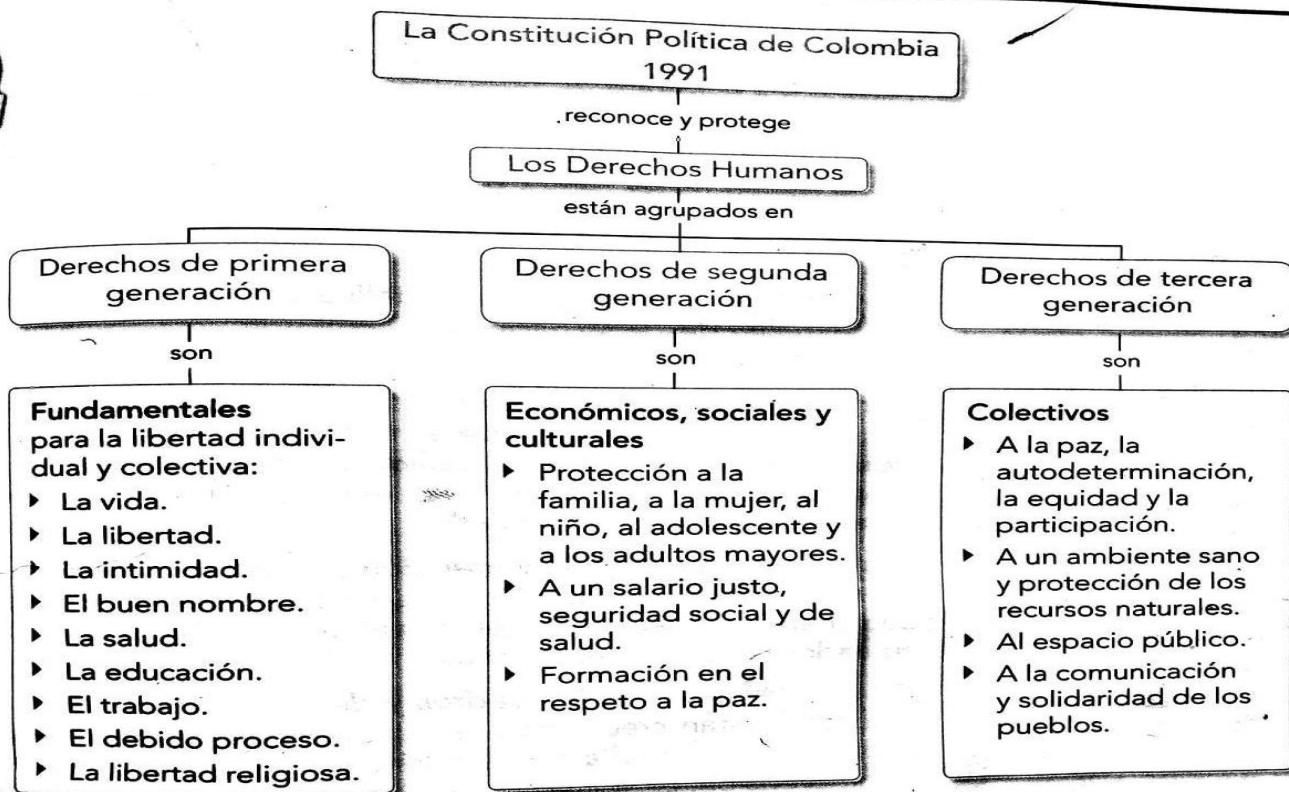 La Constitución Política de Colombia
1991
reconoce y protege
Los Derechos Humanos
están agrupados en
Derechos de primera
generación
son
Fundamentales
para la libertad indivi-
dual y colectiva:
La vida.
La libertad.
La intimidad.
El buen nombre.
La salud.
La educación.
El trabajo.
El debido proceso.
La libertad religiosa.
Derechos de segunda
generación
son
Económicos, sociales y
culturales
Protección a la
familia, a la mujer, al
niño, al adolescente y
a los adultos mayores.
A un salario justo,
seguridad social y de
salud.
Formación en el
respeto a la paz.
Derechos de tercera
generación
son
Colectivos
A la paz, la
autodeterminación,
la equidad y la
participación.
A un ambiente sano
y protección de los
recursos naturales.
Al espacio público.
A la comunicación
y solidaridad de los
pueblos.